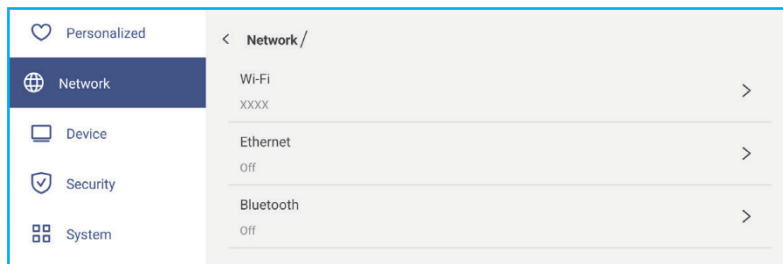 Personalized
Network
Device
Security
System
Network /
Wi-Fi
XXXX
Ethernet
Off
Bluetooth
Off